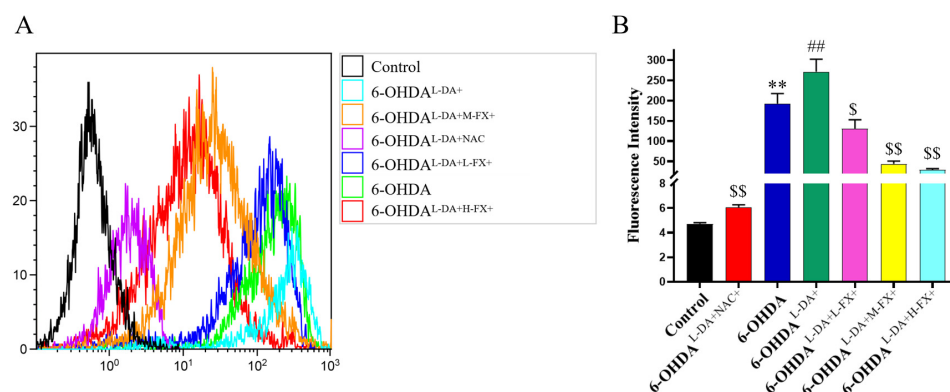 A
30
20
10
0
10⁰
10¹
10²
10³
Control
6-OHDA^L-DA+
6-OHDA^L-DA+M-FX+
6-OHDA^L-DA+NAC
6-OHDA^L-DA+L-FX+
6-OHDA
6-OHDA^L-DA+H-FX+
B
Fluorescence Intensity
300
250
200
150
100
50
8
6
4
2
0
$$
**
##
$
$$
$$
Control
6-OHDA^L-DA+NAC+
6-OHDA
6-OHDA^L-DA+
6-OHDA^L-DA+L-FX+
6-OHDA^L-DA+M-FX+
6-OHDA^L-DA+H-FX+